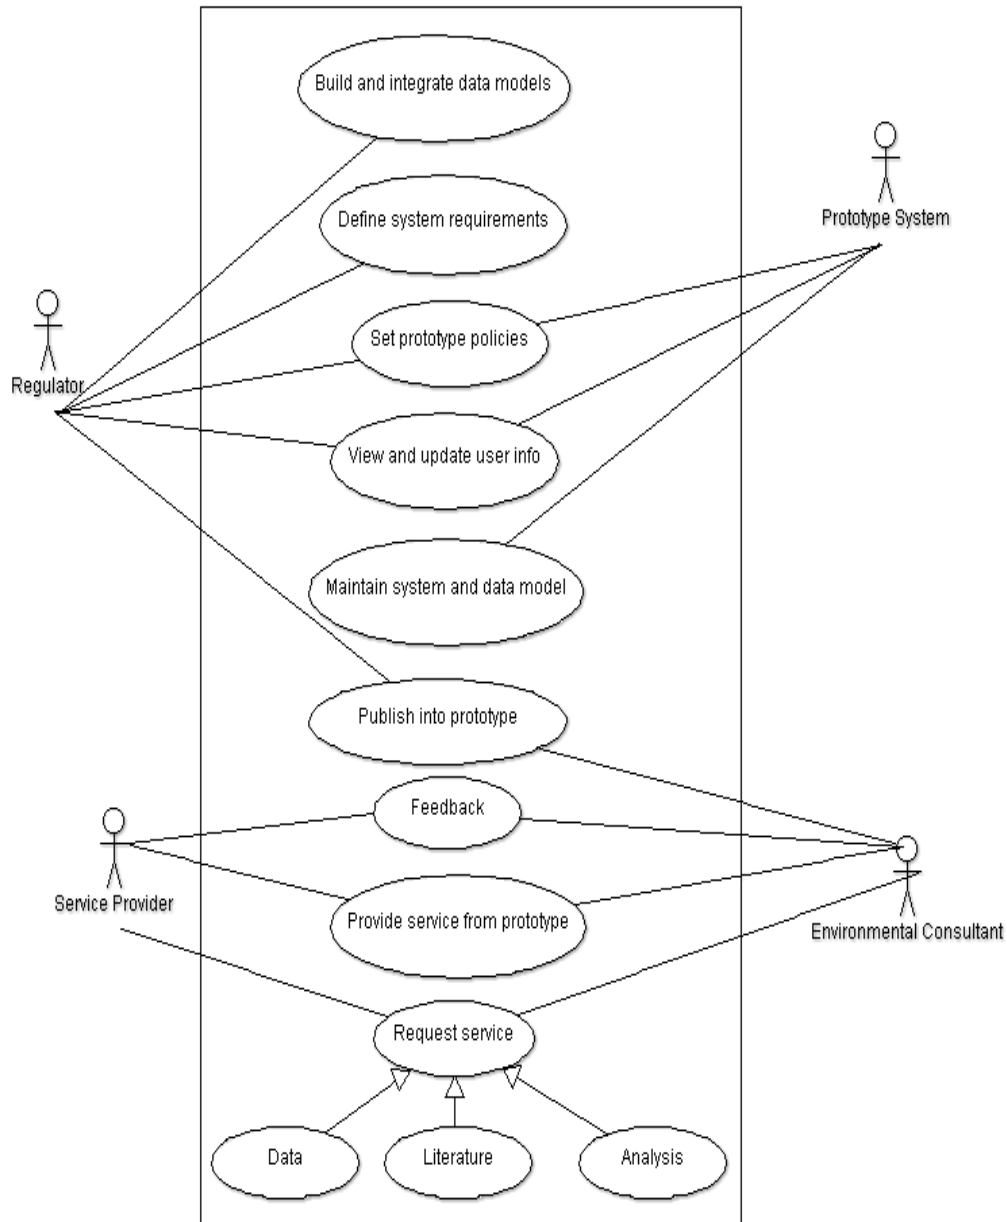 Build and integrate data models
Define system requirements
Prototype System
Set prototype policies
Regulator
View and update user info
Maintain system and data model
Publish into prototype
Feedback
Service Provider
Provide service from prototype
Environmental Consultant
Request service
Data
Literature
Analysis